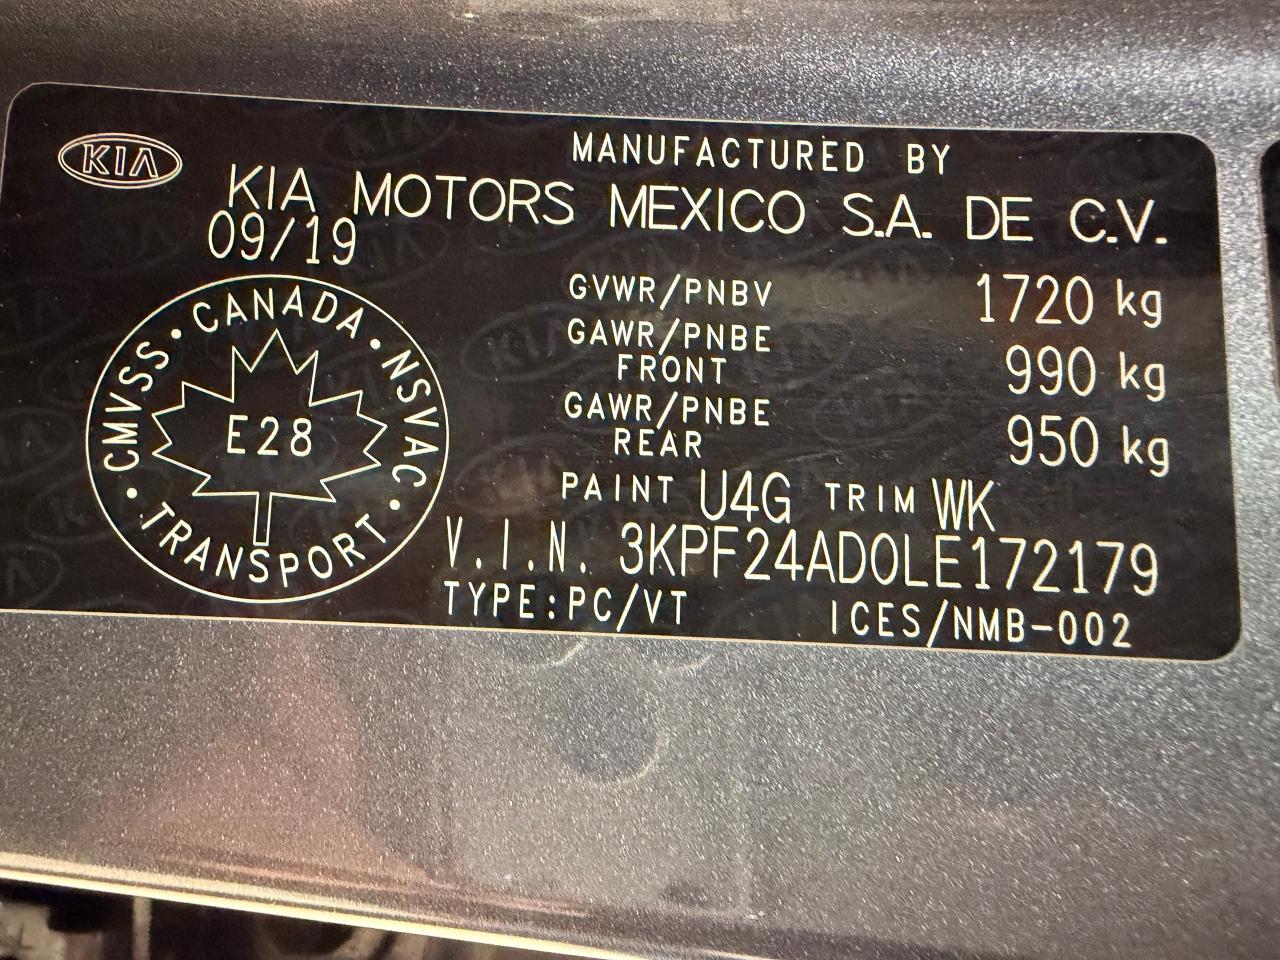 KIA
MANUFACTURED BY
KIA MOTORS MEXICO S.A. DE C.V.
09/19
CANADA
CMVSS • • NSVAC
E28
• TRANSPORT •
GVWR/PNBV 1720 kg
GAWR/PNBE
FRONT 990 kg
GAWR/PNBE
REAR 950 kg
PAINT U4G TRIM WK
V.I.N. 3KPF24AD0LE172179
TYPE:PC/VT ICES/NMB-002